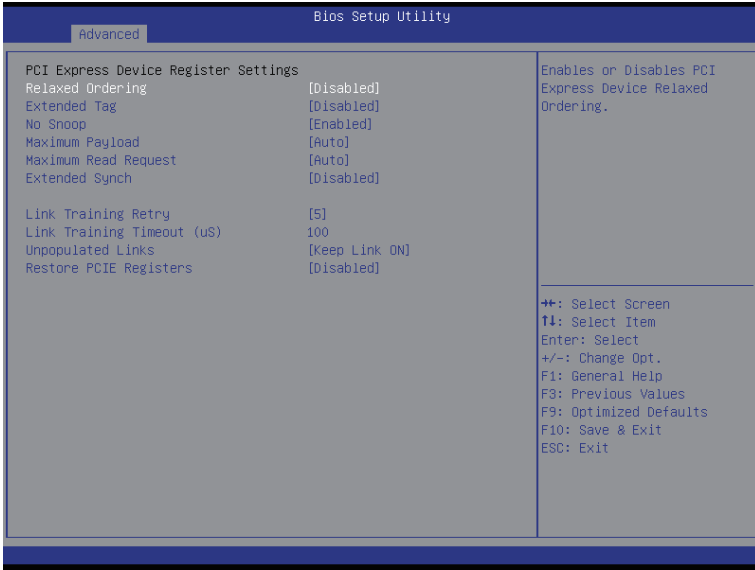 Bios Setup Utility
Advanced
PCI Express Device Register Settings
Relaxed Ordering [Disabled]
Extended Tag [Disabled]
No Snoop [Enabled]
Maximum Payload [Auto]
Maximum Read Request [Auto]
Extended Synch [Disabled]
Link Training Retry [5]
Link Training Timeout (uS) 100
Unpopulated Links [Keep Link ON]
Restore PCIE Registers [Disabled]
Enables or Disables PCI
Express Device Relaxed
Ordering.
→←: Select Screen
↑↓: Select Item
Enter: Select
+/-: Change Opt.
F1: General Help
F3: Previous Values
F9: Optimized Defaults
F10: Save & Exit
ESC: Exit